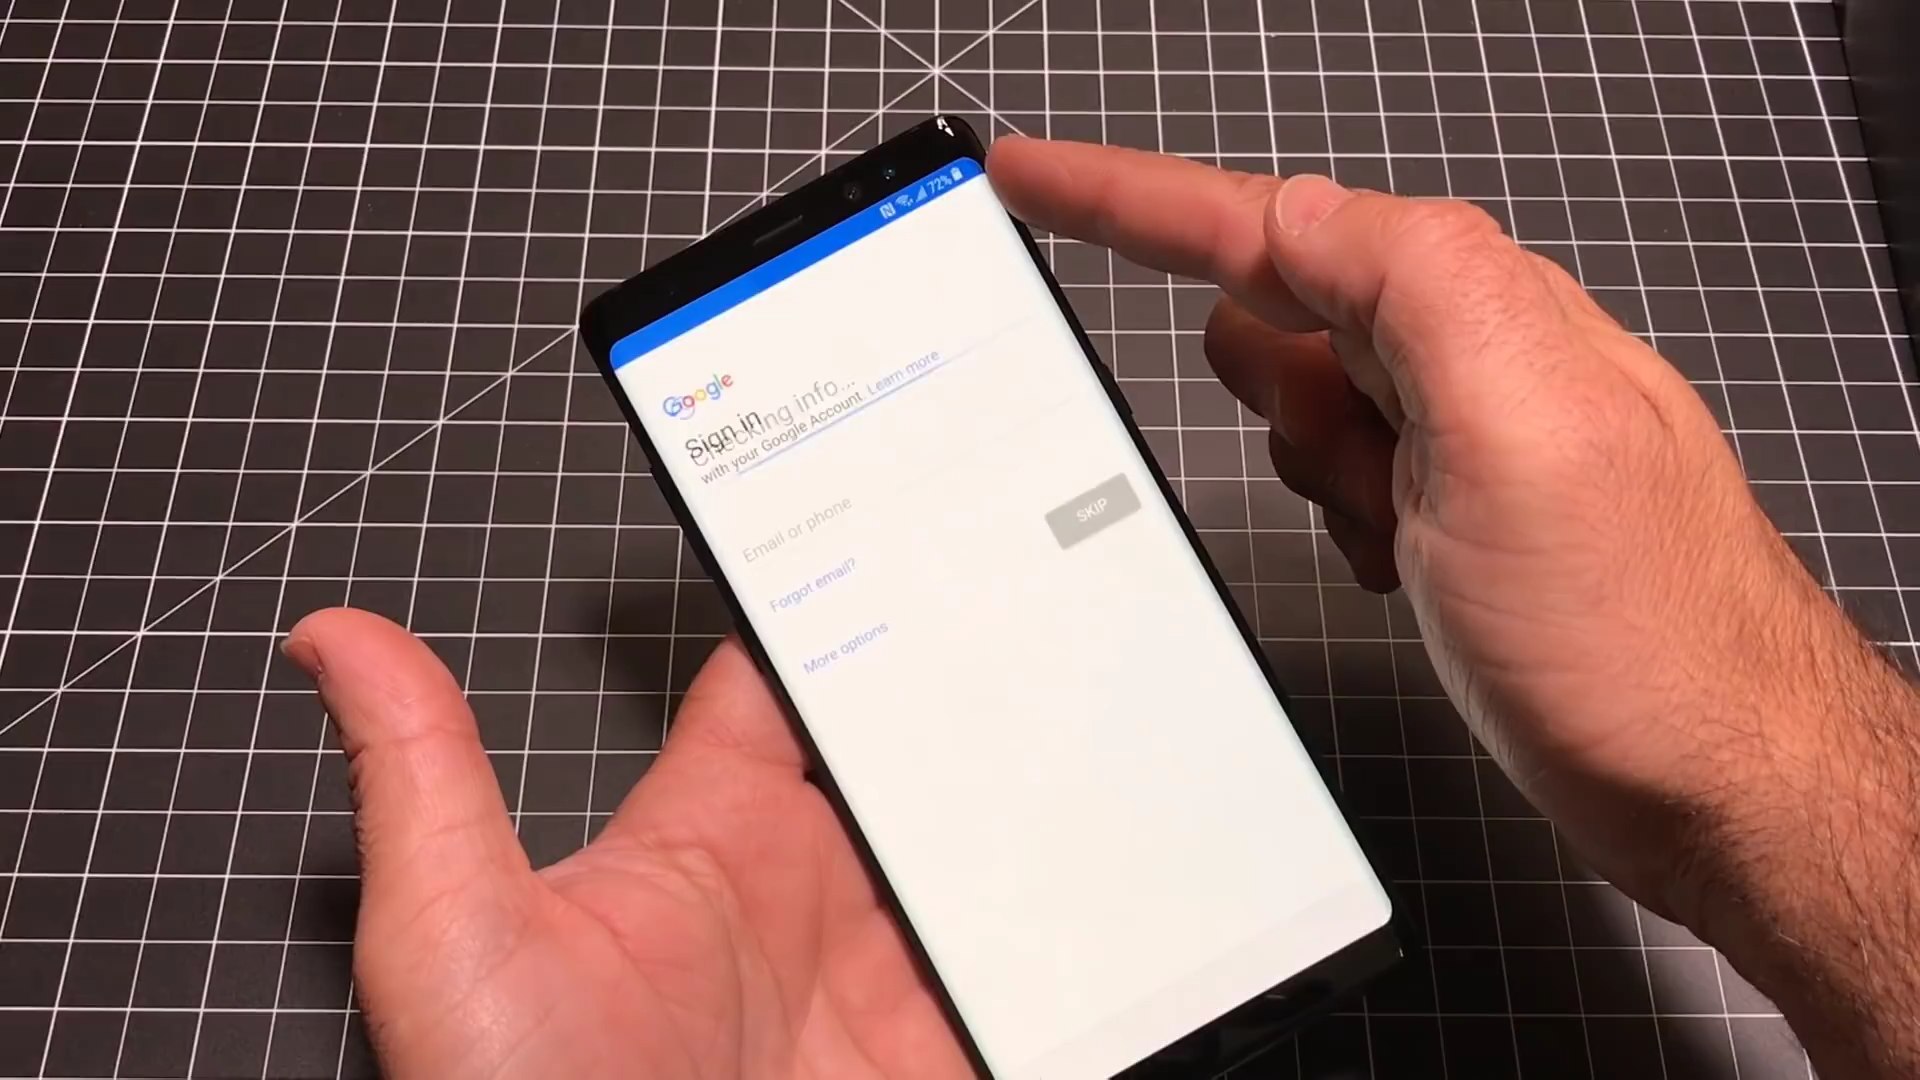 72%
Google
Checking info...
Sign in
with your Google Account. Learn more
Email or phone
SKIP
Forgot email?
More options